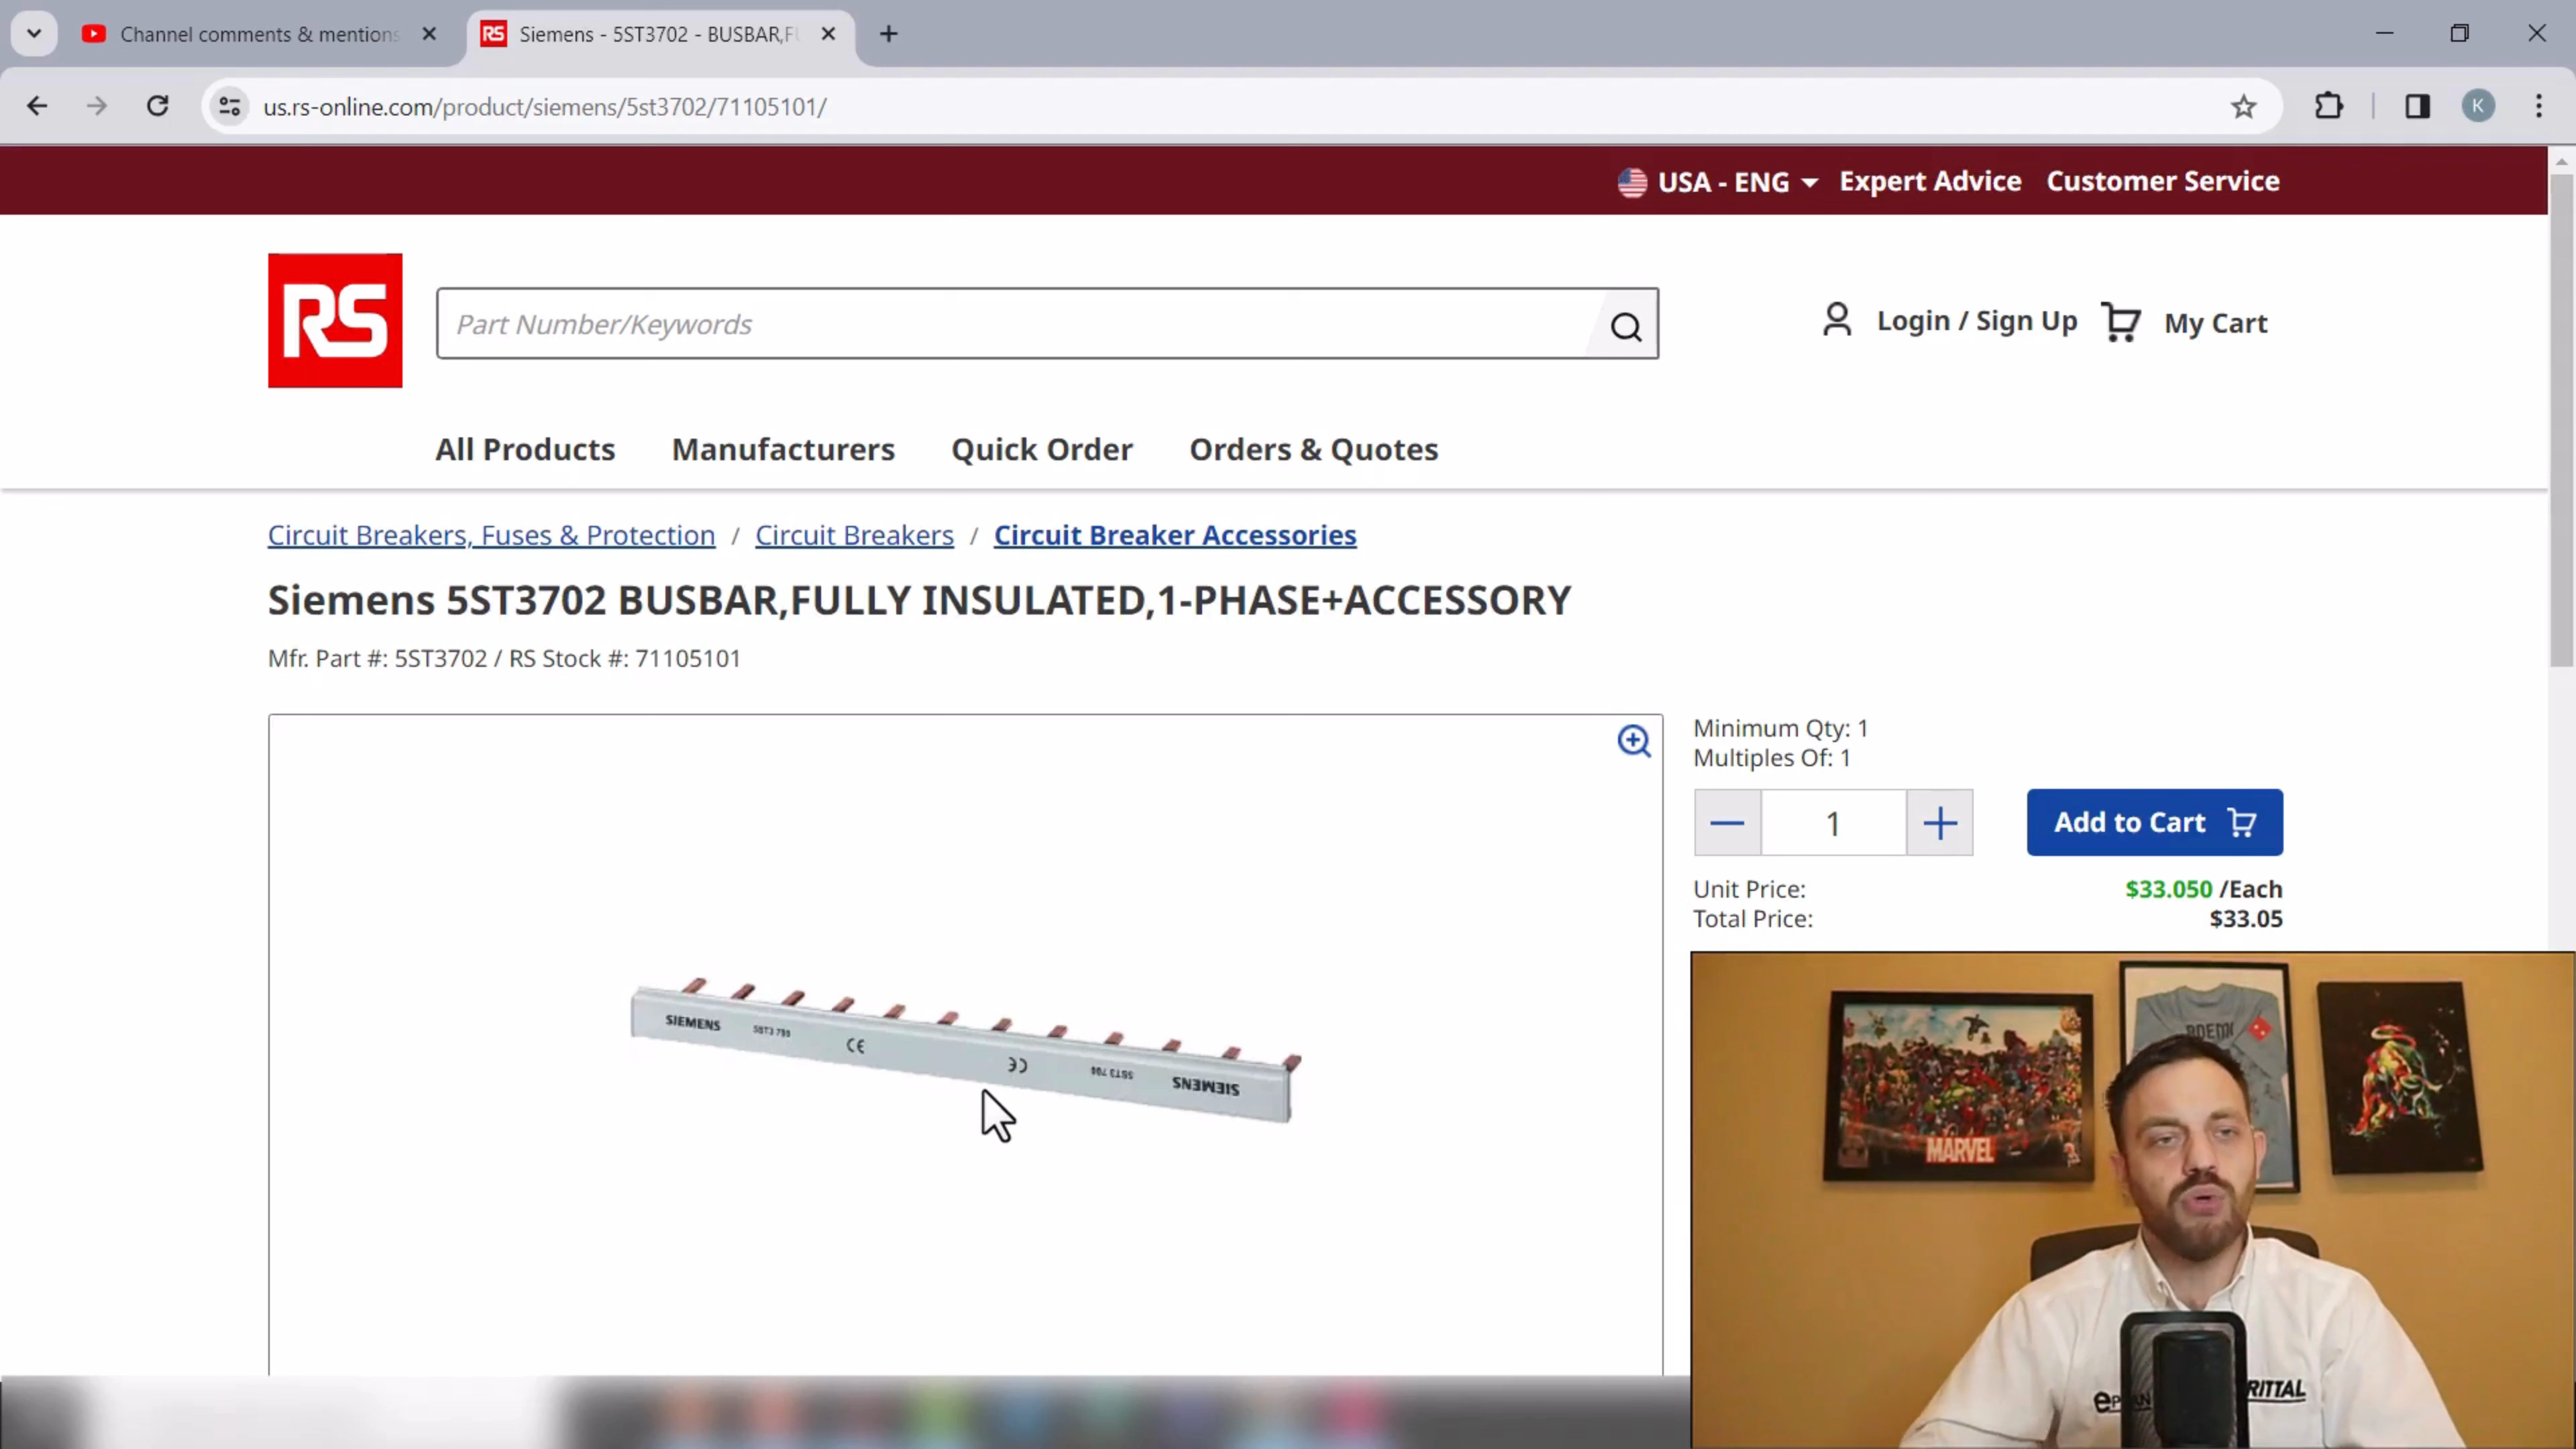 Channel comments & mentions
Siemens - 5ST3702 - BUSBAR,F
us.rs-online.com/product/siemens/5st3702/71105101/
K
USA - ENG Expert Advice Customer Service
RS
Part Number/Keywords
Login / Sign Up My Cart
All Products Manufacturers Quick Order Orders & Quotes
Circuit Breakers, Fuses & Protection / Circuit Breakers / Circuit Breaker Accessories
Siemens 5ST3702 BUSBAR,FULLY INSULATED,1-PHASE+ACCESSORY
Mfr. Part #: 5ST3702 / RS Stock #: 71105101
Minimum Qty: 1
Multiples Of: 1
1
Add to Cart
Unit Price: $33.050 /Each
Total Price: $33.05
SIEMENS CE
CE SIEMENS
MARVEL
RITTAL